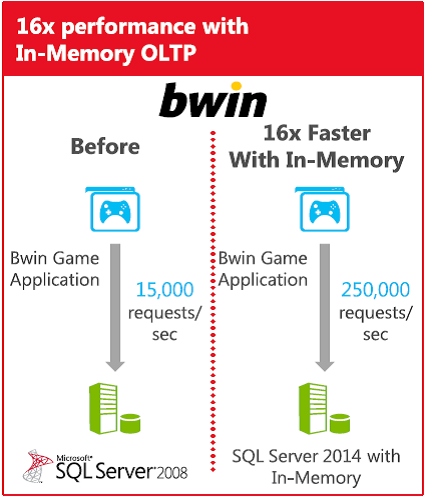 16x performance with
In-Memory OLTP
bwin
Before
Bwin Game
Application
15,000
requests/
sec
Microsoft®
SQL Server®2008
16x Faster
With In-Memory
Bwin Game
Application
250,000
requests/
sec
SQL Server 2014 with
In-Memory